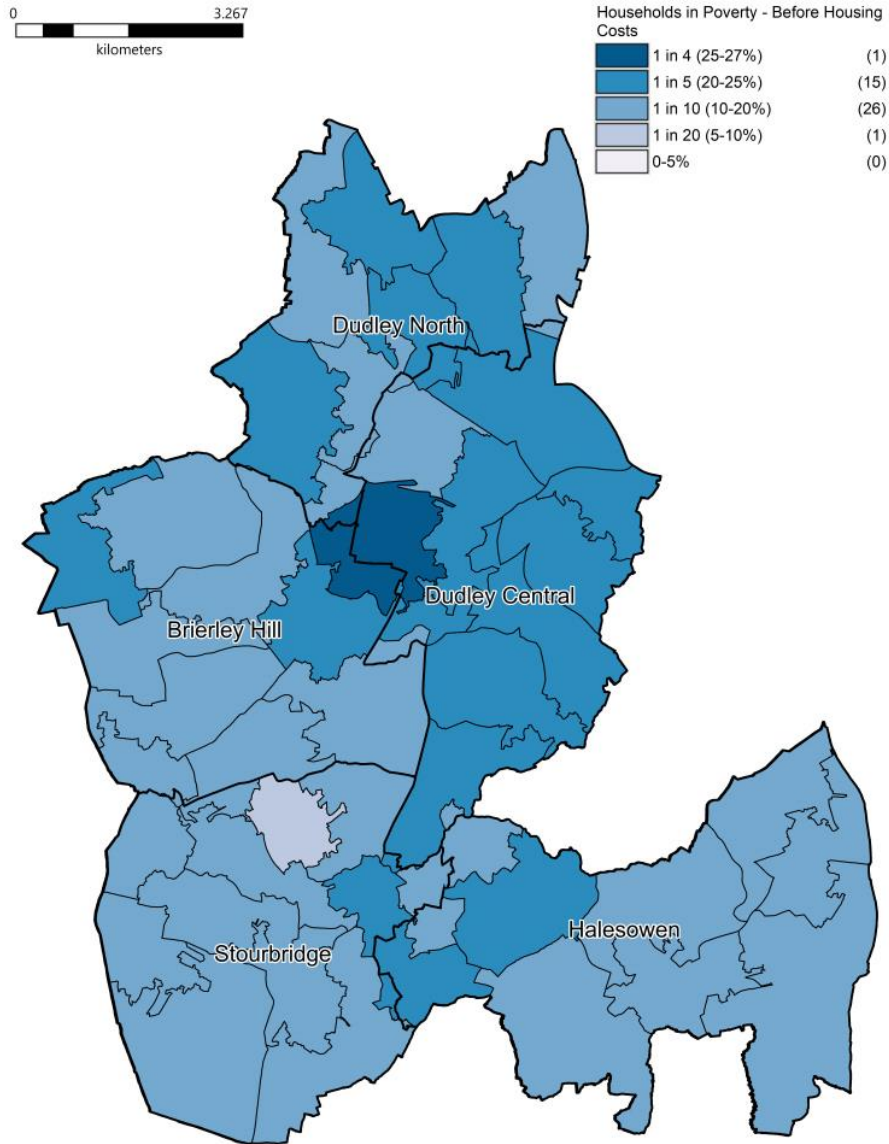 0 3.267
kilometers
Households in Poverty - Before Housing
Costs
1 in 4 (25-27%) (1)
1 in 5 (20-25%) (15)
1 in 10 (10-20%) (26)
1 in 20 (5-10%) (1)
0-5% (0)
Dudley North
Dudley Central
Brierley Hill
Halesowen
Stourbridge